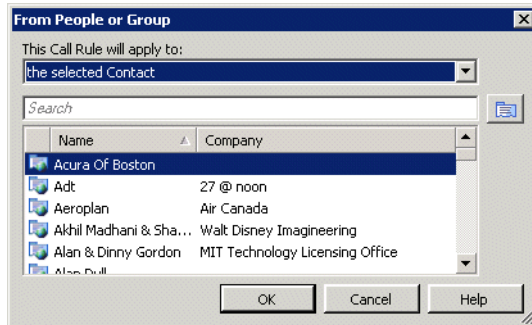 From People or Group
This Call Rule will apply to:
the selected Contact
Search
Name Company
Acura Of Boston
Adt 27 @ noon
Aeroplan Air Canada
Akhil Madhani & Sha... Walt Disney Imagineering
Alan & Dinny Gordon MIT Technology Licensing Office
Alan Dull
OK Cancel Help